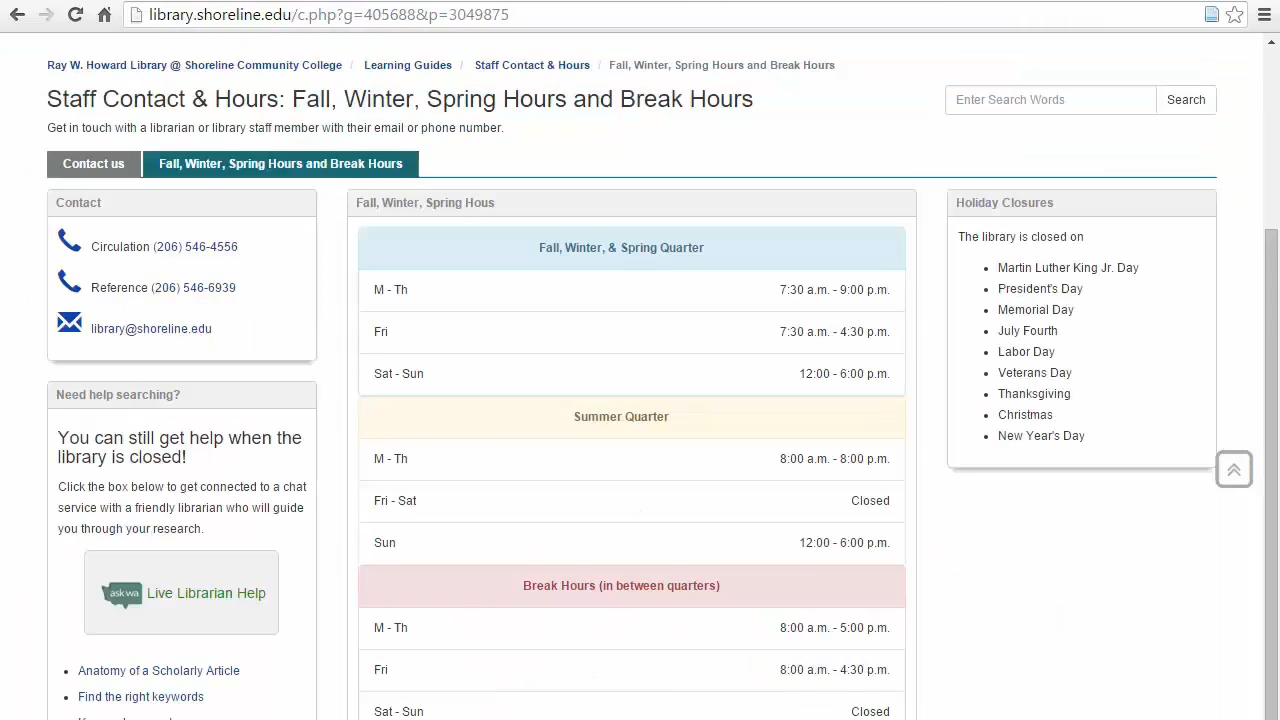 library.shoreline.edu/c.php?g=405688&p=3049875
Ray W. Howard Library @ Shoreline Community College / Learning Guides / Staff Contact & Hours / Fall, Winter, Spring Hours and Break Hours
Staff Contact & Hours: Fall, Winter, Spring Hours and Break Hours
Enter Search Words Search
Get in touch with a librarian or library staff member with their email or phone number.
Contact us Fall, Winter, Spring Hours and Break Hours
Contact
Circulation (206) 546-4556
Reference (206) 546-6939
library@shoreline.edu
Need help searching?
You can still get help when the
library is closed!
Click the box below to get connected to a chat
service with a friendly librarian who will guide
you through your research.
ask wa Live Librarian Help
Anatomy of a Scholarly Article
Find the right keywords
Fall, Winter, Spring Hous
Fall, Winter, & Spring Quarter
M - Th 7:30 a.m. - 9:00 p.m.
Fri 7:30 a.m. - 4:30 p.m.
Sat - Sun 12:00 - 6:00 p.m.
Summer Quarter
M - Th 8:00 a.m. - 8:00 p.m.
Fri - Sat Closed
Sun 12:00 - 6:00 p.m.
Break Hours (in between quarters)
M - Th 8:00 a.m. - 5:00 p.m.
Fri 8:00 a.m. - 4:30 p.m.
Sat - Sun Closed
Holiday Closures
The library is closed on
Martin Luther King Jr. Day
President's Day
Memorial Day
July Fourth
Labor Day
Veterans Day
Thanksgiving
Christmas
New Year's Day